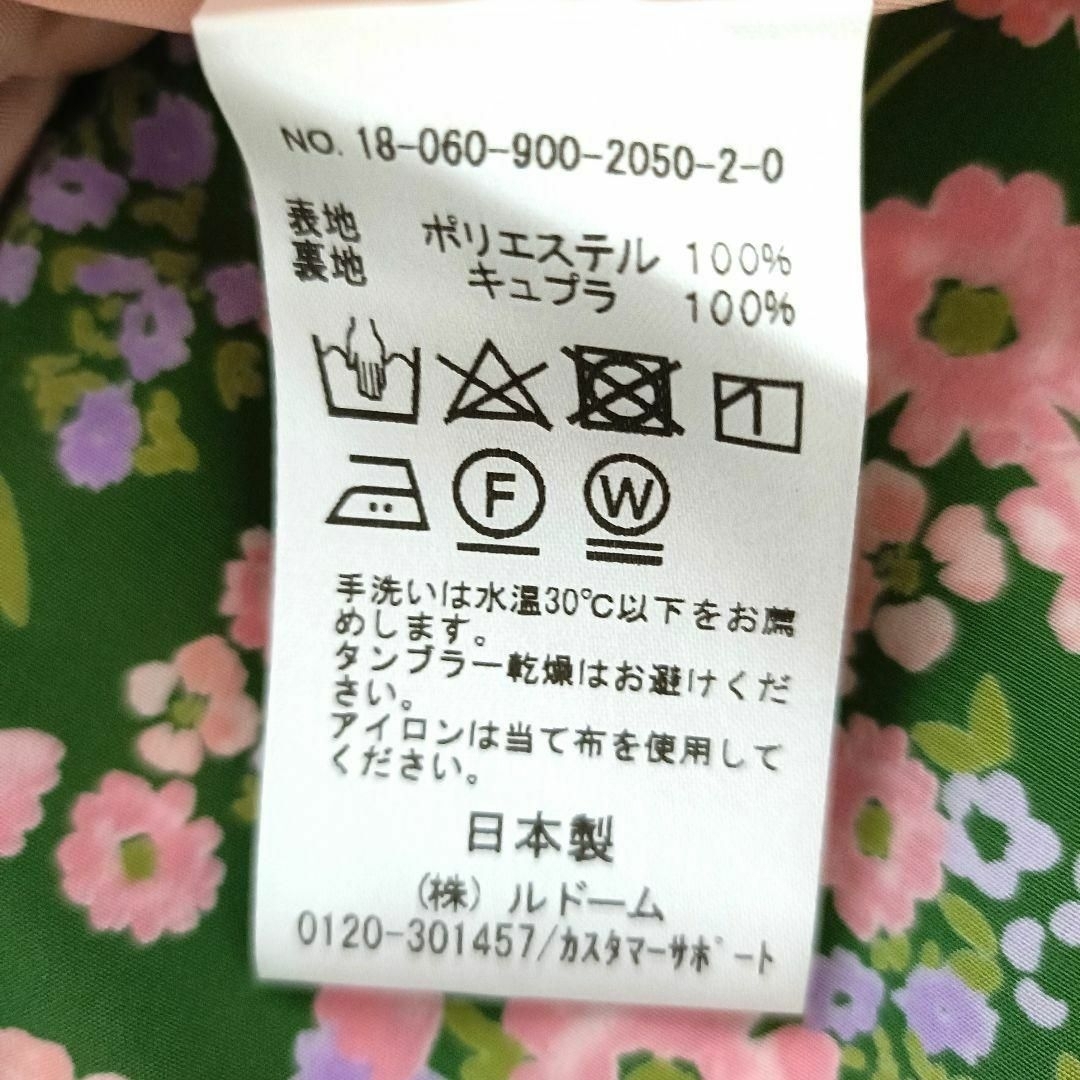 NO. 18-060-900-2050-2-0
表地 ポリエステル 100%
裏地 キュプラ 100%
F W
手洗いは水温30℃以下をお薦
めします。
タンブラー乾燥はお避けくだ
さい。
アイロンは当て布を使用して
ください。
日本製
(株) ルドーム
0120-301457/カスタマーサポート